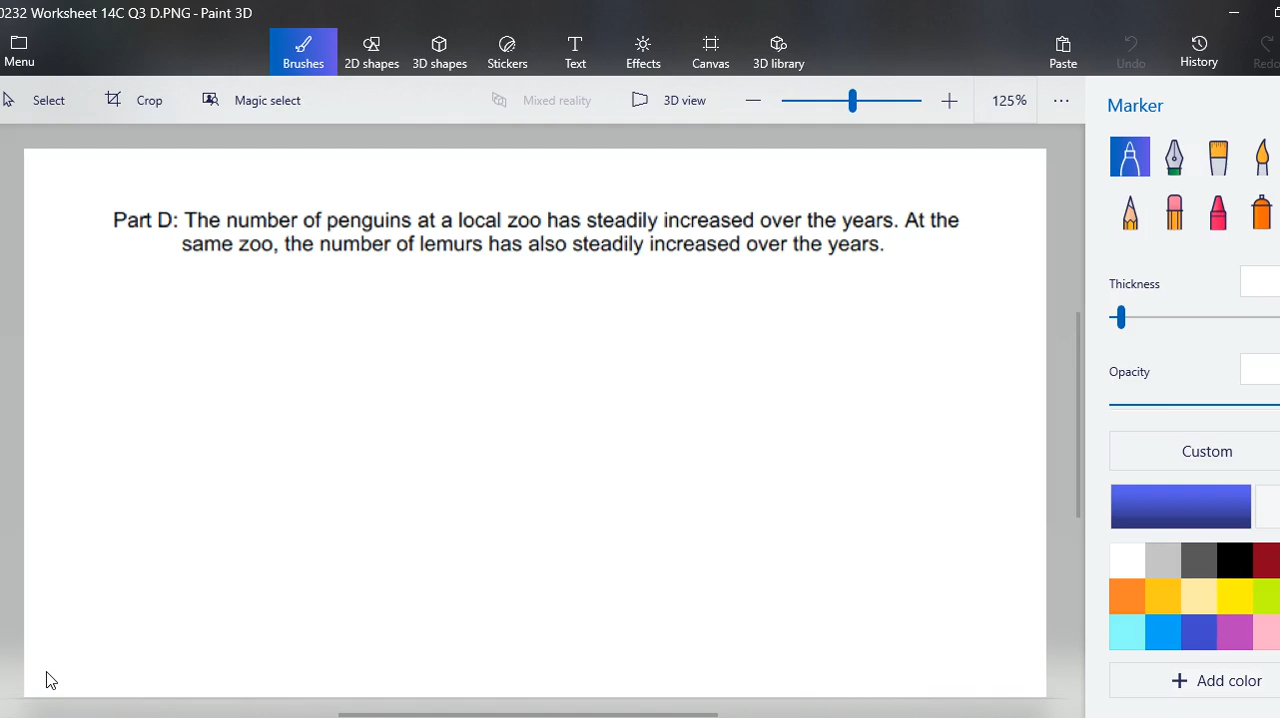 0232 Worksheet 14C Q3 D.PNG - Paint 3D
Menu
Brushes
2D shapes
3D shapes
Stickers
Text
Effects
Canvas
3D library
Paste
Undo
History
Redo
Select
Crop
Magic select
Mixed reality
3D view
125%
Marker
Part D: The number of penguins at a local zoo has steadily increased over the years. At the
same zoo, the number of lemurs has also steadily increased over the years.
Thickness
Opacity
Custom
Add color